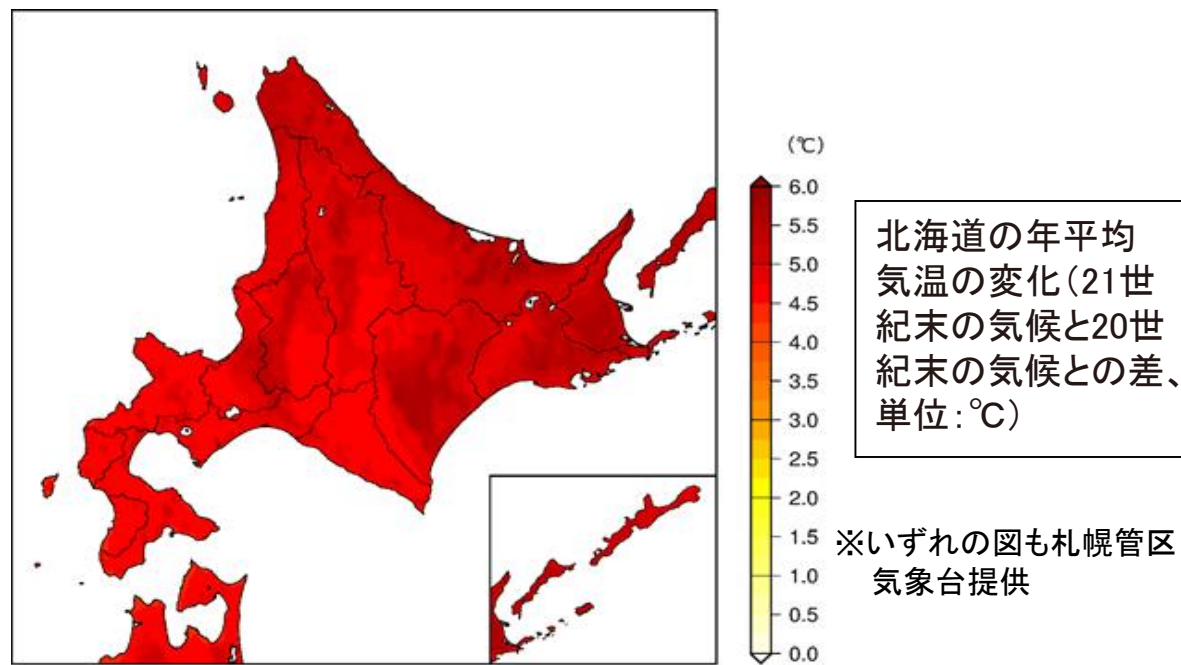 (℃)
6.0
5.5
5.0
4.5
4.0
3.5
3.0
2.5
2.0
1.5
1.0
0.5
0.0
北海道の年平均
気温の変化（21世
紀末の気候と20世
紀末の気候との差、
単位：℃）
※いずれの図も札幌管区
気象台提供